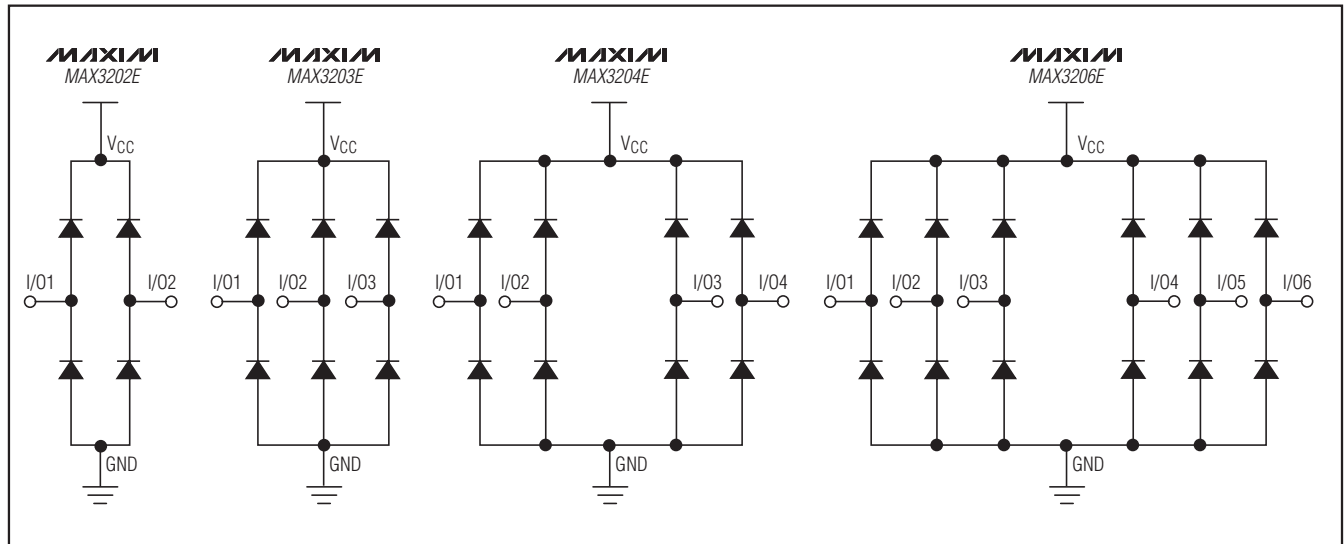 MAXIM
MAX3202E
VCC
I/O1
I/O2
GND
MAXIM
MAX3203E
VCC
I/O1
I/O2
I/O3
GND
MAXIM
MAX3204E
VCC
I/O1
I/O2
I/O3
I/O4
GND
MAXIM
MAX3206E
VCC
I/O1
I/O2
I/O3
I/O4
I/O5
I/O6
GND